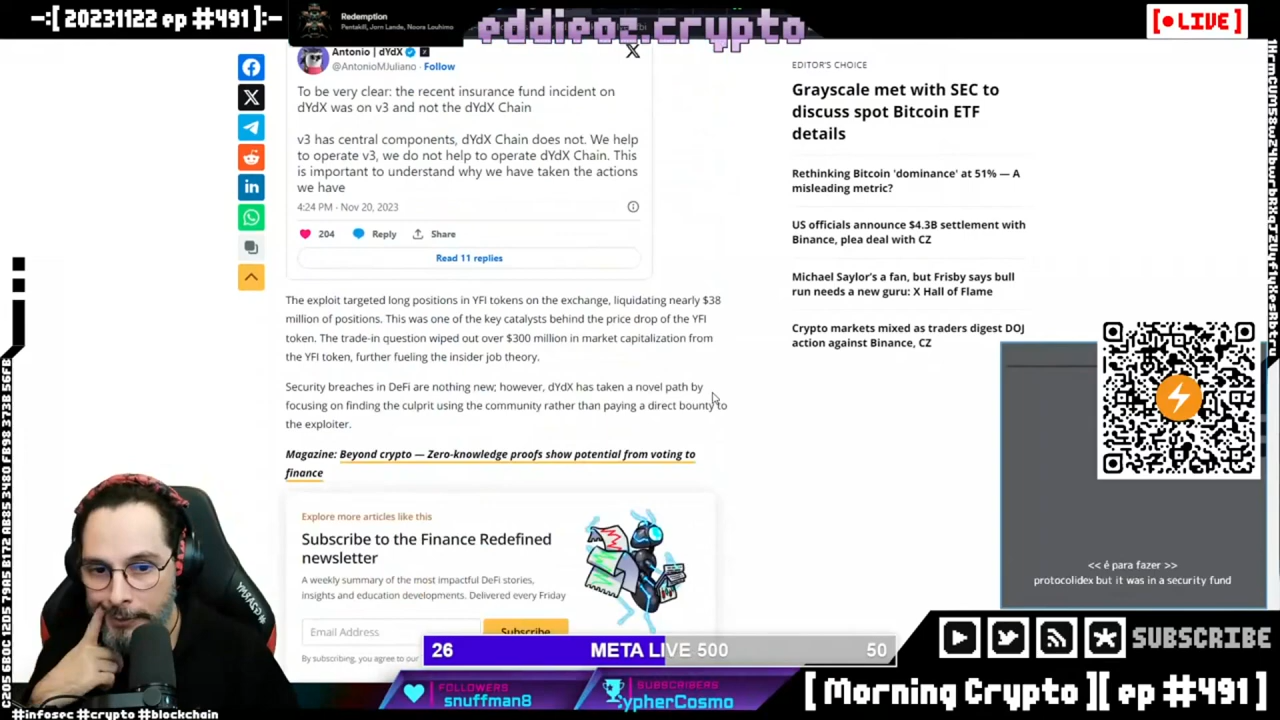 -:[ 20231122 ep #491 ]:-
Redemption
Pentakill, Jorn Lande, Noora Louhimo
eddieoz.crypto
[ • LIVE ]
Antonio | dYdX
@AntonioMJuliano · Follow
To be very clear: the recent insurance fund incident on
dYdX was on v3 and not the dYdX Chain
v3 has central components, dYdX Chain does not. We help
to operate v3, we do not help to operate dYdX Chain. This
is important to understand why we have taken the actions
we have
4:24 PM · Nov 20, 2023
204 Reply Share
Read 11 replies
The exploit targeted long positions in YFI tokens on the exchange, liquidating nearly $38
million of positions. This was one of the key catalysts behind the price drop of the YFI
token. The trade-in question wiped out over $300 million in market capitalization from
the YFI token, further fueling the insider job theory.
Security breaches in DeFi are nothing new; however, dYdX has taken a novel path by
focusing on finding the culprit using the community rather than paying a direct bounty to
the exploiter.
Magazine: Beyond crypto — Zero-knowledge proofs show potential from voting to
finance
Explore more articles like this
Subscribe to the Finance Redefined
newsletter
A weekly summary of the most impactful DeFi stories,
insights and education developments. Delivered every Friday
Email Address
Subscribe
By subscribing, you agree to our
EDITOR'S CHOICE
Grayscale met with SEC to
discuss spot Bitcoin ETF
details
Rethinking Bitcoin 'dominance' at 51% — A
misleading metric?
US officials announce $4.3B settlement with
Binance, plea deal with CZ
Michael Saylor's a fan, but Frisby says bull
run needs a new guru: X Hall of Flame
Crypto markets mixed as traders digest DOJ
action against Binance, CZ
<< é para fazer >>
protocolidex but it was in a security fund
26 META LIVE 500 50
FOLLOWERS
snuffman8
SUBSCRIBERS
ypherCosmo
SUBSCRIBE
[ Morning Crypto ][ ep #491 ]
#infosec #crypto #blockchain